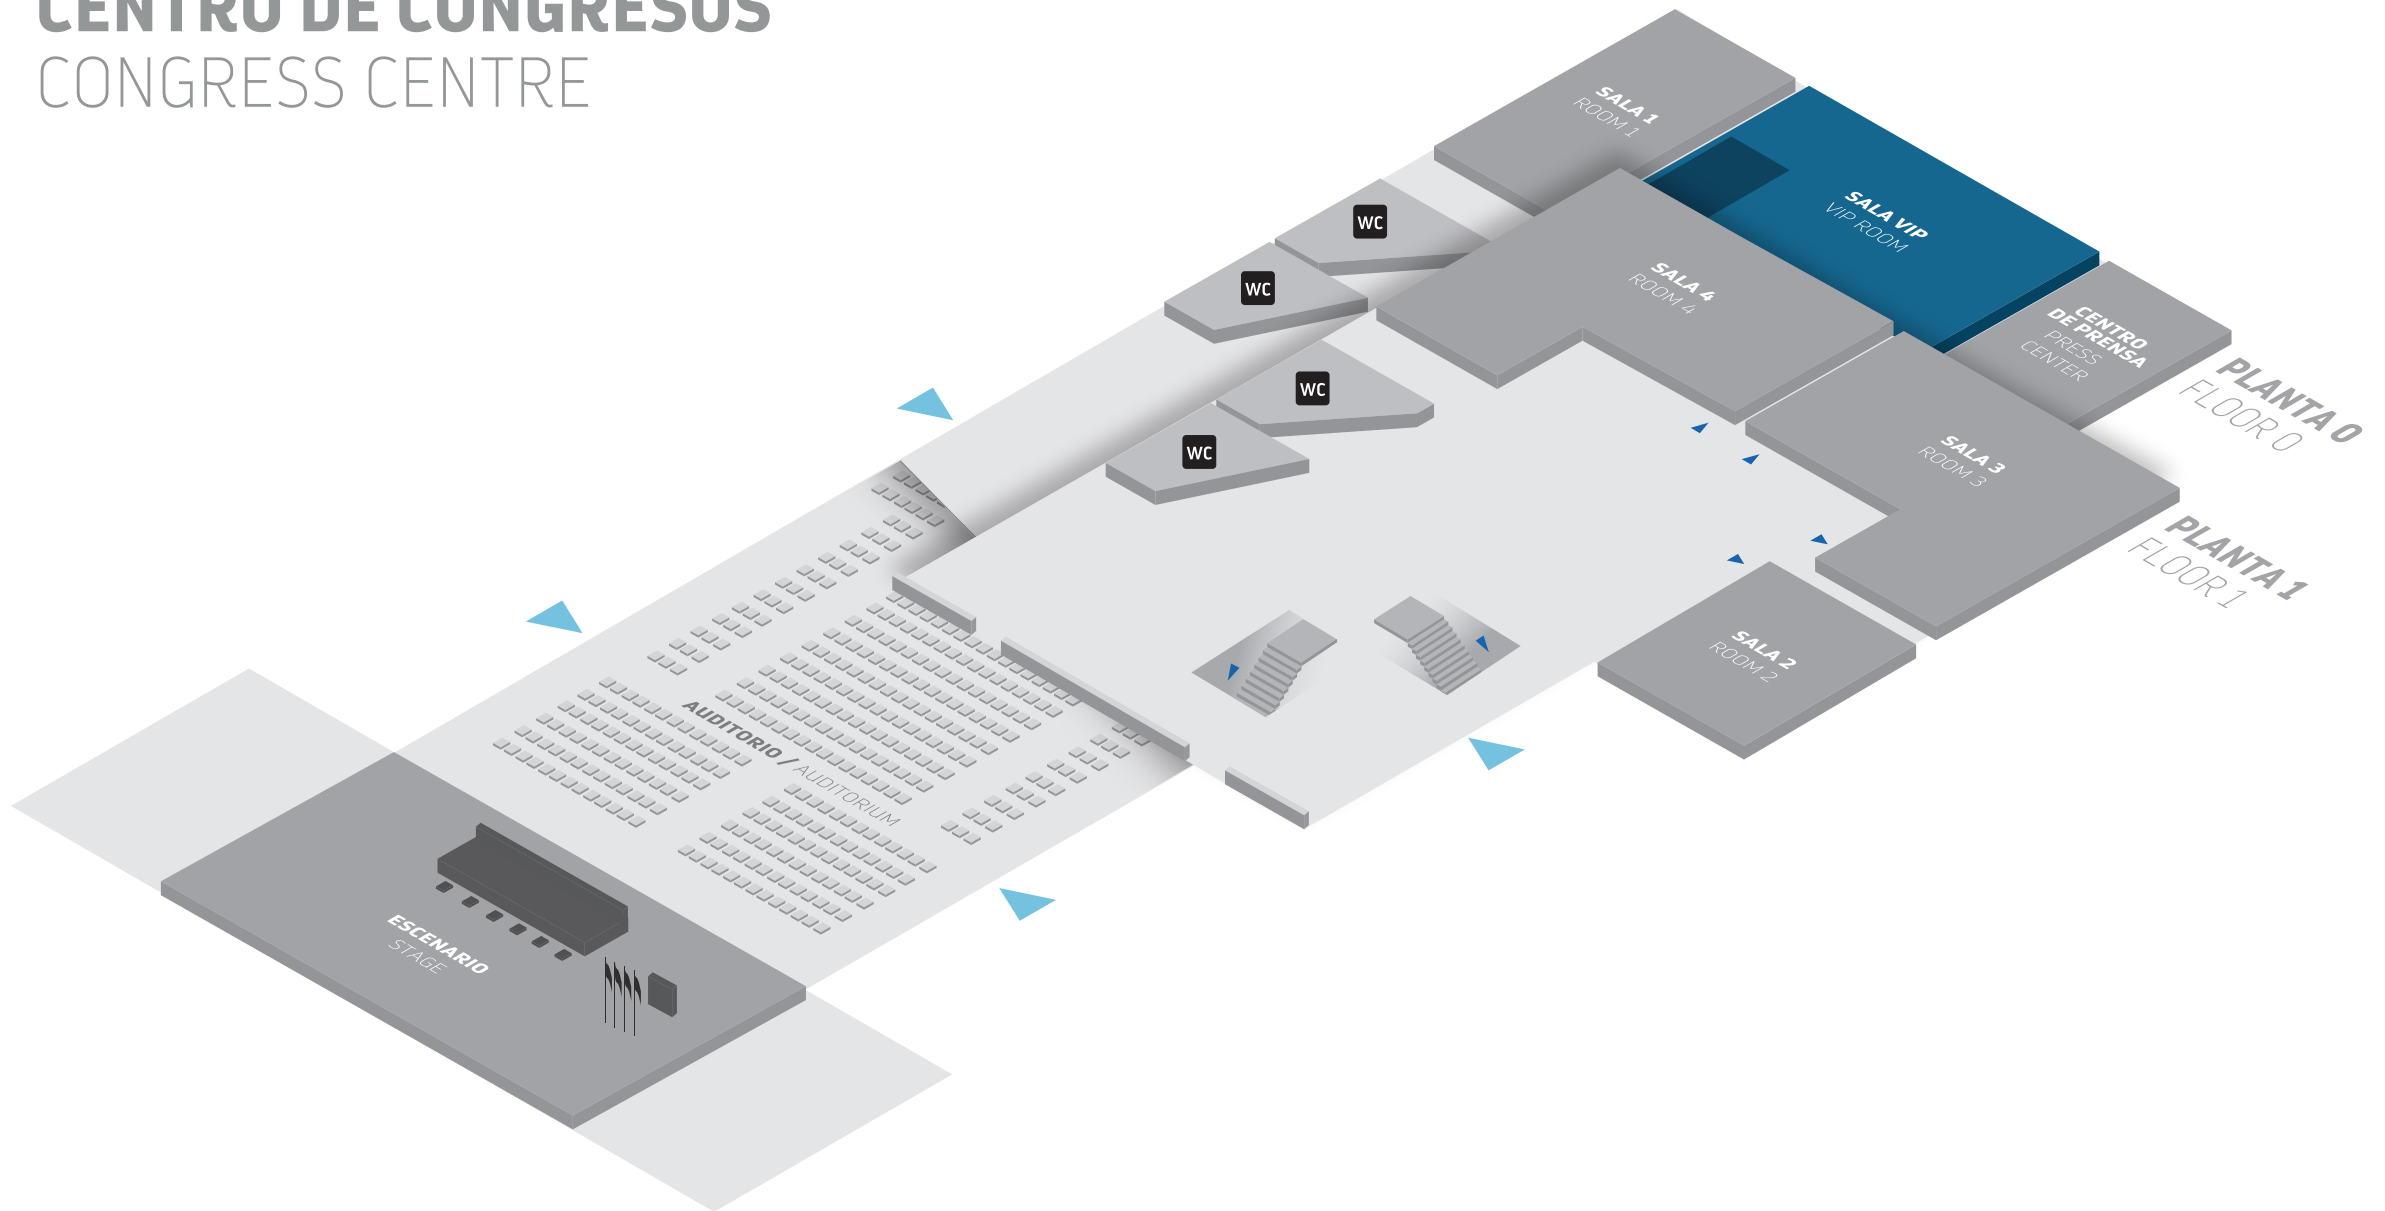 CENTRO DE CONGRESOS
CONGRESS CENTRE
SALA 1
ROOM 1
SALA VIP
VIP ROOM
WC
WC
SALA 4
ROOM 4
CENTRO
DE PRENSA
PRESS
CENTER
PLANTA 0
FLOOR 0
WC
WC
SALA 3
ROOM 3
PLANTA 1
FLOOR 1
SALA 2
ROOM 2
AUDITORIO / AUDITORIUM
ESCENARIO
STAGE